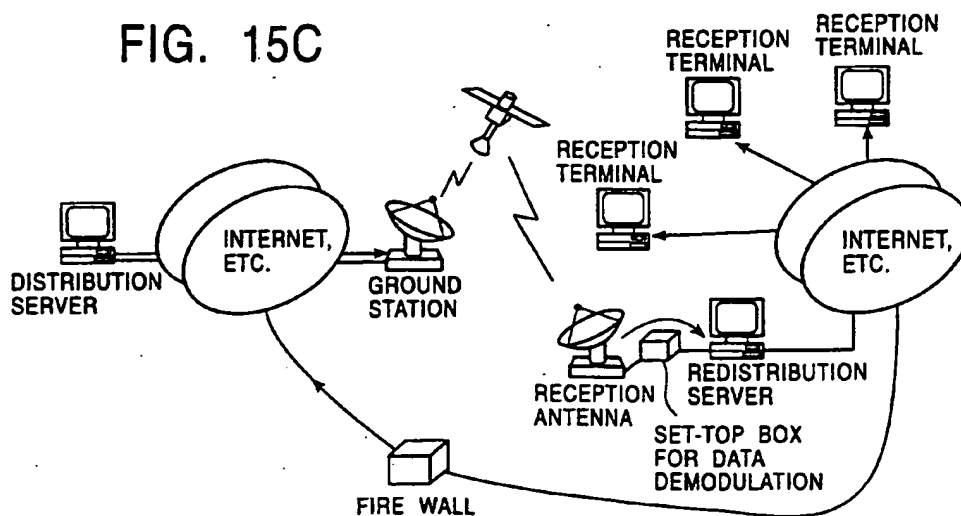 FIG. 15C
RECEPTION
TERMINAL
RECEPTION
TERMINAL
RECEPTION
TERMINAL
DISTRIBUTION
SERVER
INTERNET,
ETC.
GROUND
STATION
INTERNET,
ETC.
RECEPTION
ANTENNA
REDISTRIBUTION
SERVER
SET-TOP BOX
FOR DATA
DEMODULATION
FIRE WALL